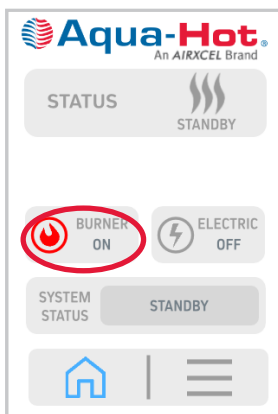 Aqua-Hot.
An AIRXCEL Brand
STATUS
STANDBY
BURNER
ON
ELECTRIC
OFF
SYSTEM
STATUS
STANDBY